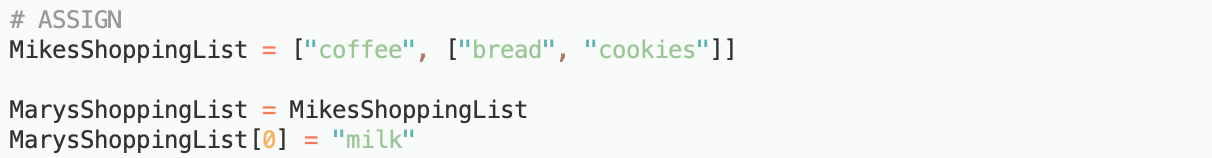 # ASSIGN
MikesShoppingList = ["coffee", ["bread", "cookies"]]
MarysShoppingList = MikesShoppingList
MarysShoppingList[0] = "milk"